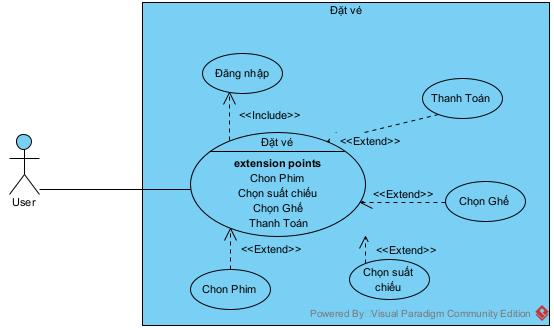 Đặt vé
Đăng nhập
Thanh Toán
<<Include>>
<<Extend>>
Đặt vé
extension points
Chon Phim
Chọn suất chiếu
Chọn Ghế
Thanh Toán
<<Extend>>
Chọn Ghế
User
<<Extend>>
<<Extend>>
Chon Phim
Chọn suất
chiếu
Powered By Visual Paradigm Community Edition